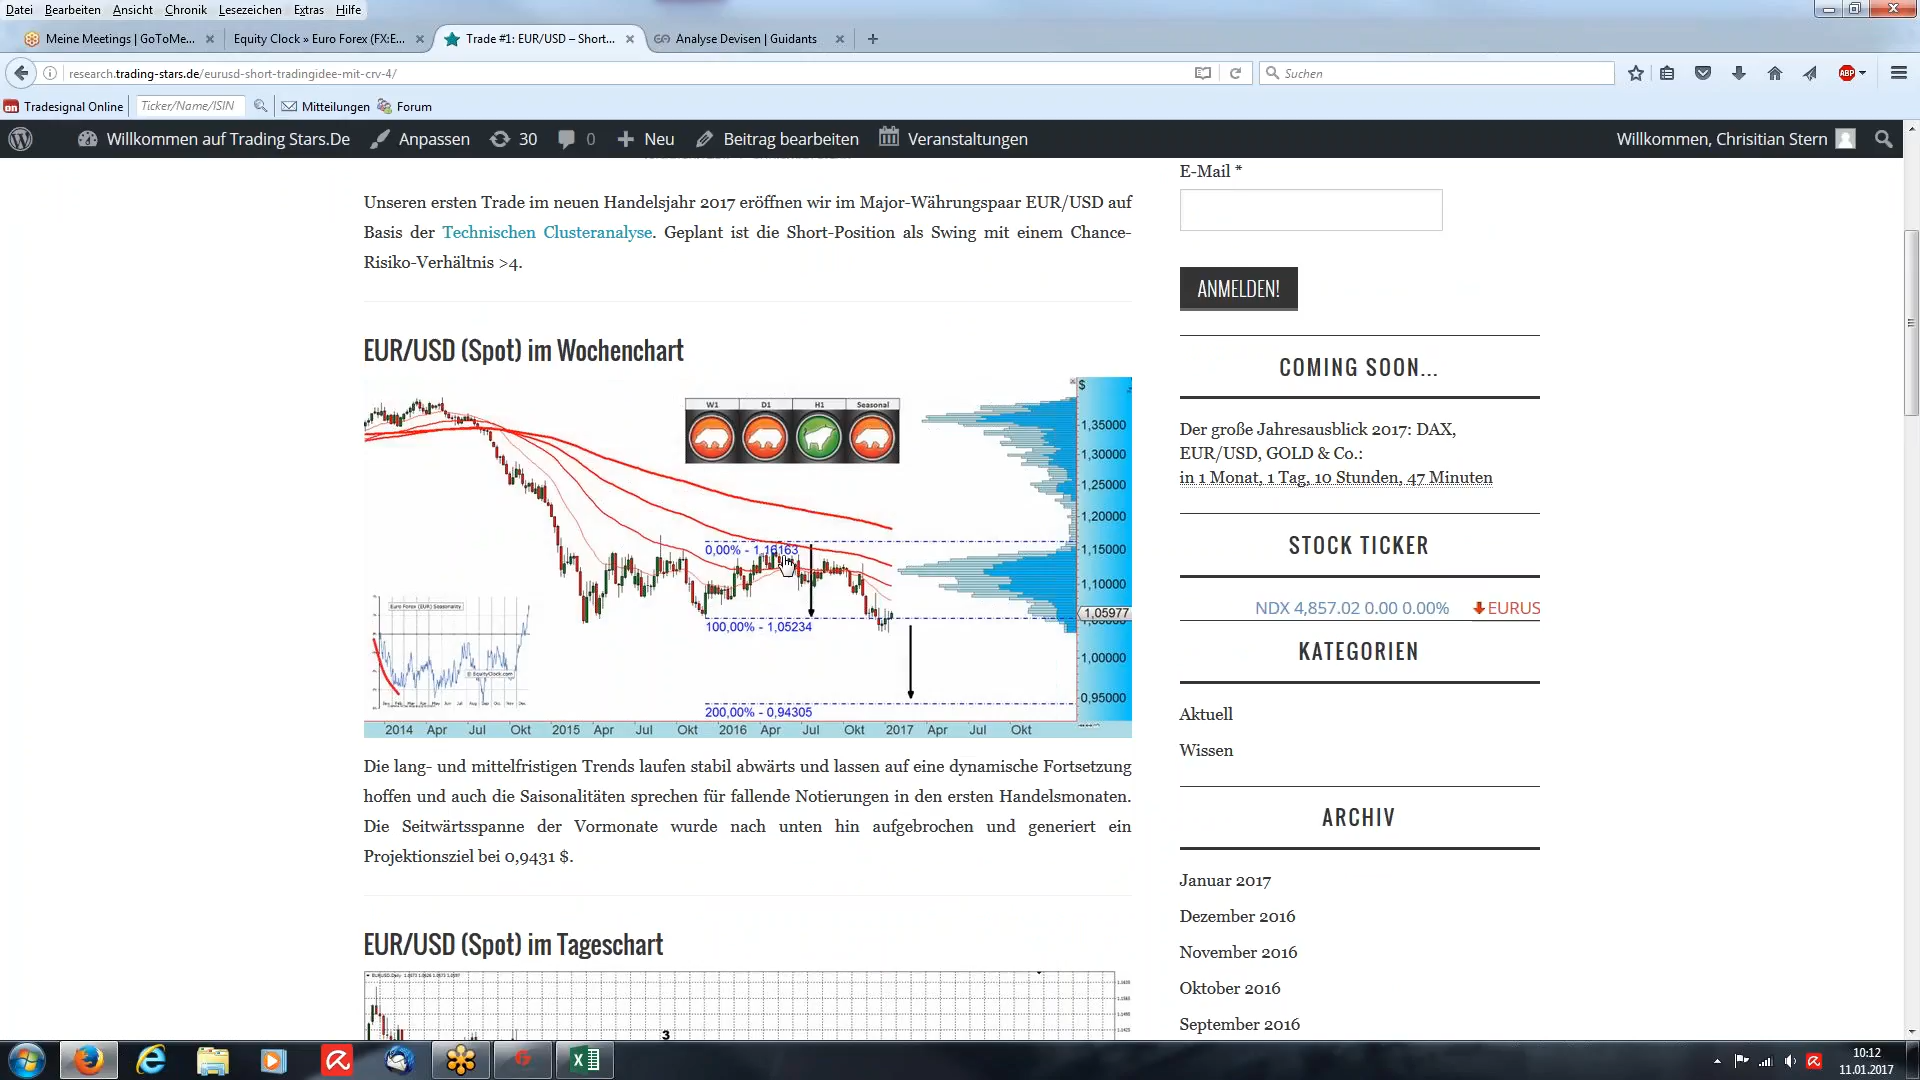 Datei Bearbeiten Ansicht Chronik Lesezeichen Extras Hilfe
Meine Meetings | GoToMe... Equity Clock » Euro Forex (FX:E... Trade #1: EUR/USD – Short... Analyse Devisen | Guidants
research.trading-stars.de/eurusd-short-tradingidee-mit-crv-4/ Suchen ABP
on Tradesignal Online Ticker/Name/ISIN Mitteilungen Forum
Willkommen auf Trading Stars.De Anpassen 30 0 Neu Beitrag bearbeiten Veranstaltungen Willkommen, Chrisitian Stern
Unseren ersten Trade im neuen Handelsjahr 2017 eröffnen wir im Major-Währungspaar EUR/USD auf
Basis der Technischen Clusteranalyse. Geplant ist die Short-Position als Swing mit einem Chance-
Risiko-Verhältnis >4.
EUR/USD (Spot) im Wochenchart
W1 D1 H1 Seasonal
$
1,35000
1,30000
1,25000
1,20000
1,15000
1,10000
1,05977
1,00000
0,95000
0,00% - 1,16163
100,00% - 1,05234
200,00% - 0,94305
Euro Forex (EUR) Seasonality
© EquityClock.com
2014 Apr Jul Okt 2015 Apr Jul Okt 2016 Apr Jul Okt 2017 Apr Jul Okt
Die lang- und mittelfristigen Trends laufen stabil abwärts und lassen auf eine dynamische Fortsetzung
hoffen und auch die Saisonalitäten sprechen für fallende Notierungen in den ersten Handelsmonaten.
Die Seitwärtsspanne der Vormonate wurde nach unten hin aufgebrochen und generiert ein
Projektionsziel bei 0,9431 $.
EUR/USD (Spot) im Tageschart
3
E-Mail *
ANMELDEN!
COMING SOON...
Der große Jahresausblick 2017: DAX,
EUR/USD, GOLD & Co.:
in 1 Monat, 1 Tag, 10 Stunden, 47 Minuten
STOCK TICKER
NDX 4,857.02 0.00 0.00% EURUS
KATEGORIEN
Aktuell
Wissen
ARCHIV
Januar 2017
Dezember 2016
November 2016
Oktober 2016
September 2016
10:12
11.01.2017